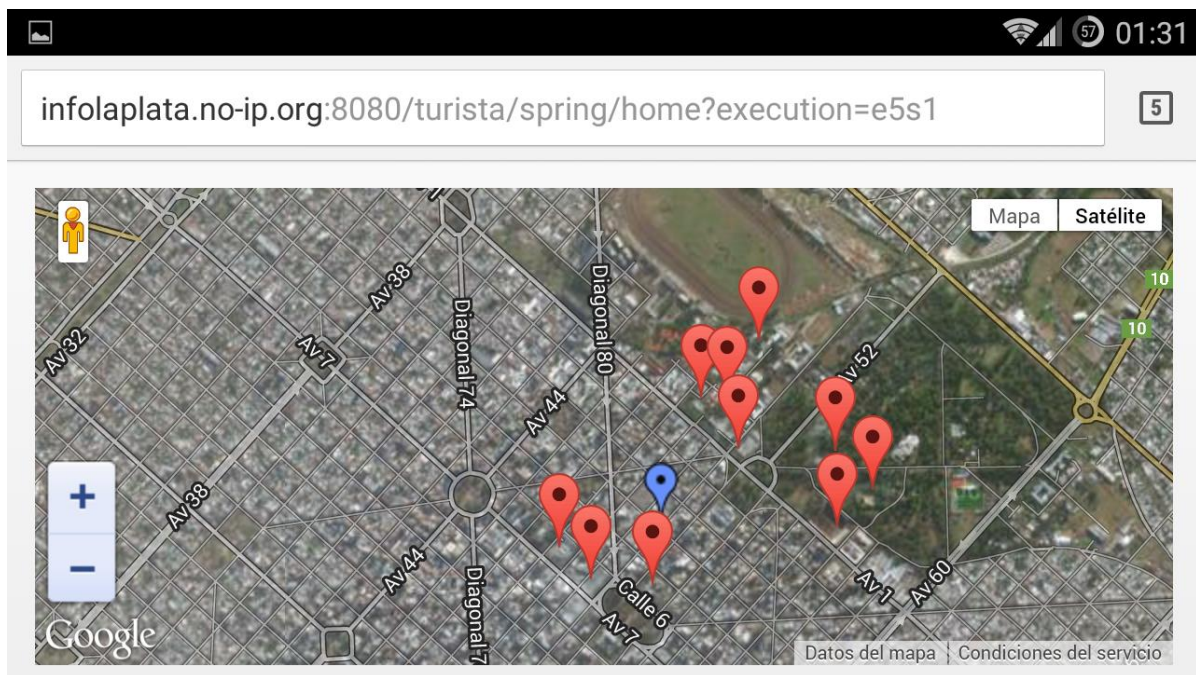 57 01:31
infolaplata.no-ip.org:8080/turista/spring/home?execution=e5s1
5
Mapa Satélite
10
10
Av 38
Diagonal 80
Av 32
Av 7
Diagonal 74
Av 52
Av 44
+
Av 38
Av 44
Diagonal 7
Calle 6
Av 7
Av 1
Av 60
−
Google
Datos del mapa Condiciones del servicio